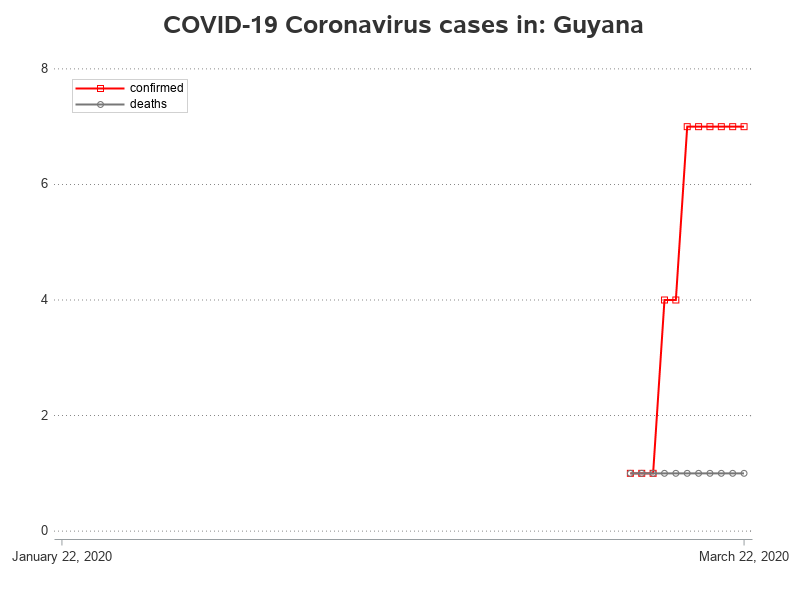 COVID-19 Coronavirus cases in: Guyana
8
confirmed
deaths
6
4
2
0
January 22, 2020
March 22, 2020